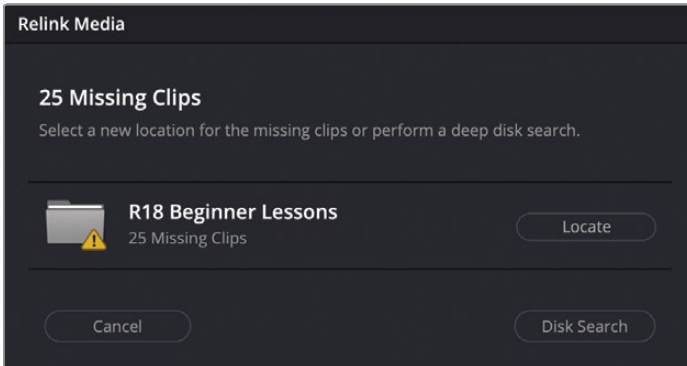 Relink Media
25 Missing Clips
Select a new location for the missing clips or perform a deep disk search.
R18 Beginner Lessons
25 Missing Clips
Locate
Cancel
Disk Search